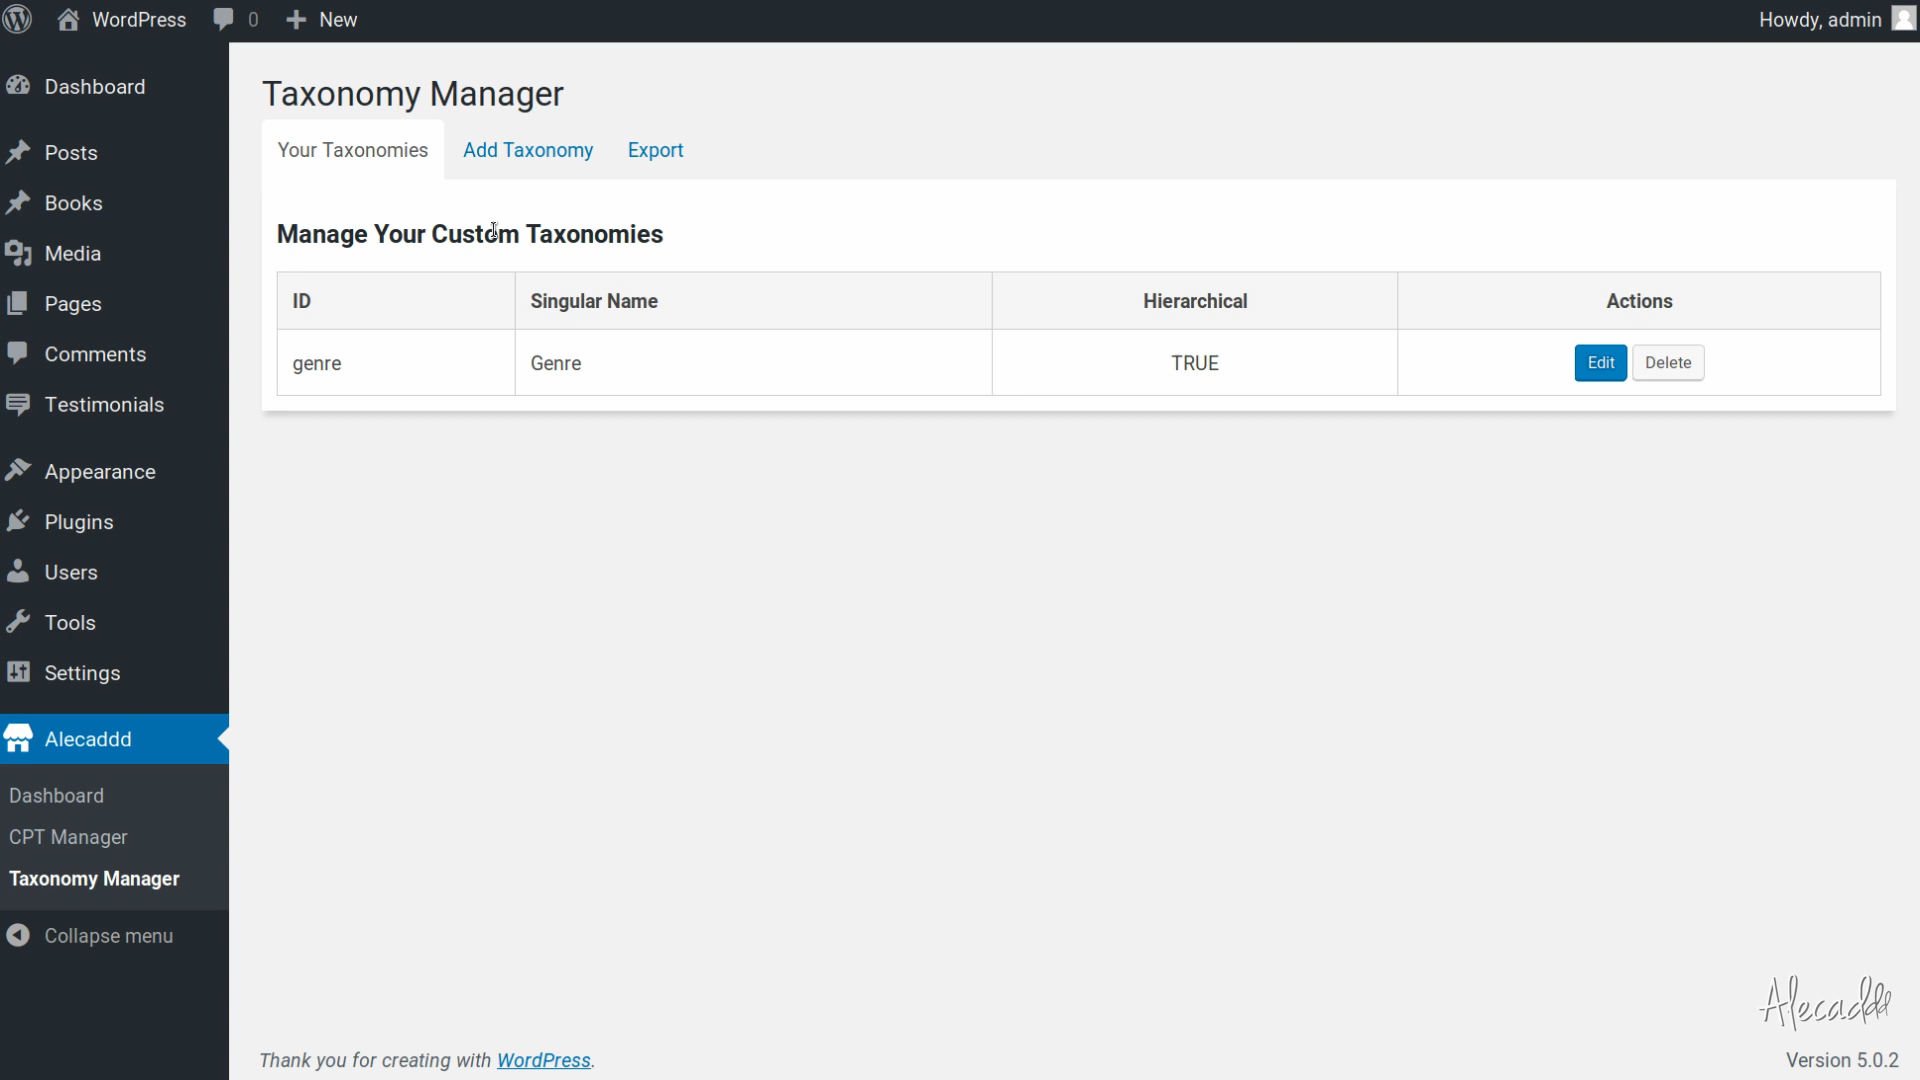 WordPress 0 New Howdy, admin
Dashboard
Posts
Books
Media
Pages
Comments
Testimonials
Appearance
Plugins
Users
Tools
Settings
Alecaddd
Dashboard
CPT Manager
Taxonomy Manager
Collapse menu
Taxonomy Manager
Your Taxonomies Add Taxonomy Export
Manage Your Custom Taxonomies
ID Singular Name Hierarchical Actions
genre Genre TRUE Edit Delete
Alecaddd
Thank you for creating with WordPress. Version 5.0.2